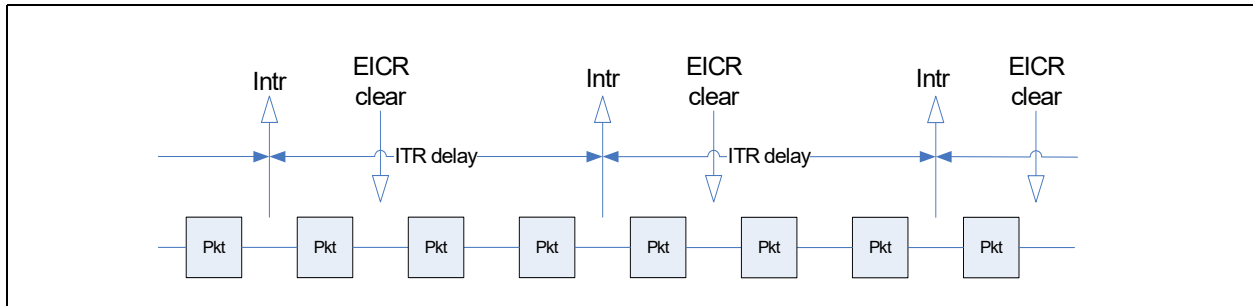 Intr
EICR
clear
Intr
EICR
clear
Intr
EICR
clear
ITR delay
ITR delay
Pkt
Pkt
Pkt
Pkt
Pkt
Pkt
Pkt
Pkt